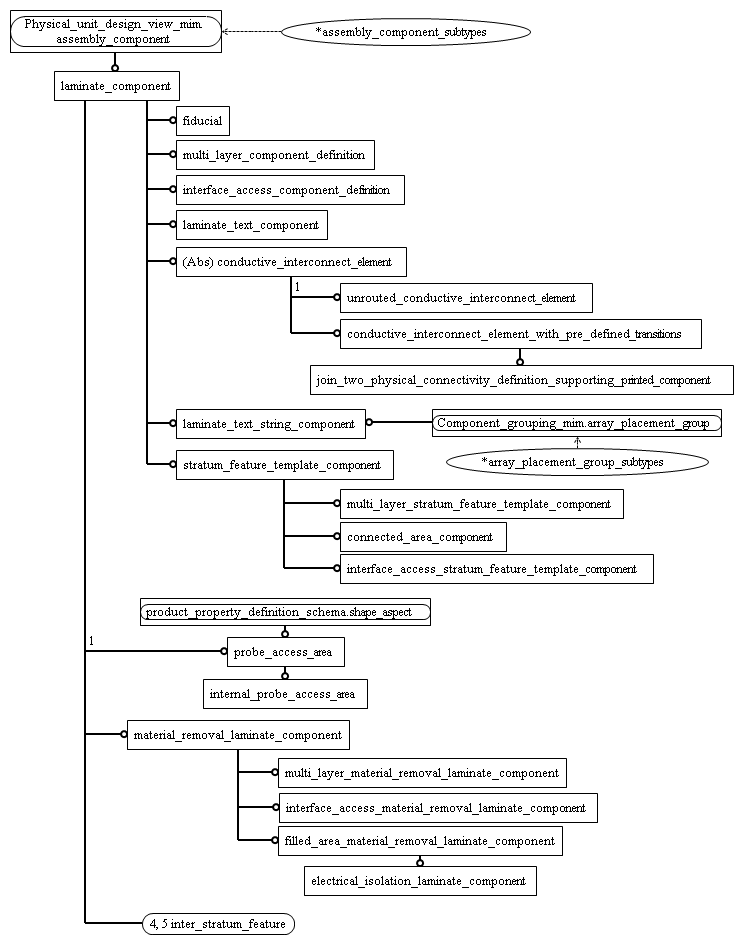 Physical_unit_design_view_mim
assembly_component
*assembly_component_subtypes
laminate_component
fiducial
multi_layer_component_definition
interface_access_component_definition
laminate_text_component
(Abs) conductive_interconnect_element
1
unrouted_conductive_interconnect_element
conductive_interconnect_element_with_pre_defined_transitions
join_two_physical_connectivity_definition_supporting_printed_component
laminate_text_string_component
Component_grouping_mim.array_placement_group
*array_placement_group_subtypes
stratum_feature_template_component
multi_layer_stratum_feature_template_component
connected_area_component
interface_access_stratum_feature_template_component
product_property_definition_schema.shape_aspect
1
probe_access_area
internal_probe_access_area
material_removal_laminate_component
multi_layer_material_removal_laminate_component
interface_access_material_removal_laminate_component
filled_area_material_removal_laminate_component
electrical_isolation_laminate_component
4, 5 inter_stratum_feature